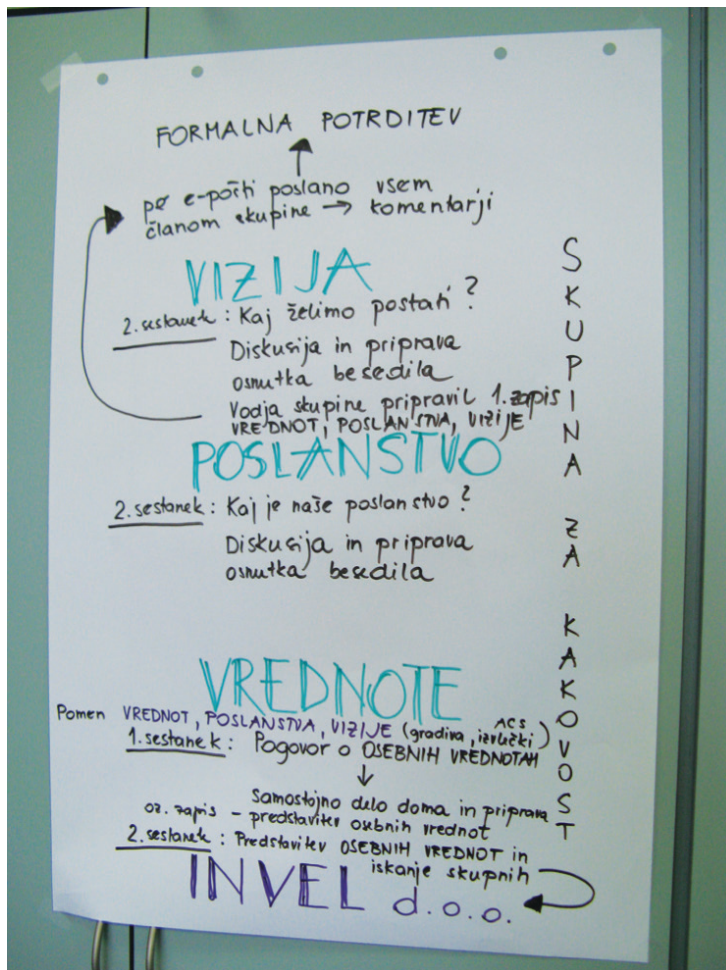 FORMALNA POTRDITEV
po e-pošti poslano vsem
članom skupine → komentarji
VIZIJA
2. sestanek : Kaj želimo postati ?
Diskusija in priprava
osnutka besedila
Vodja skupine pripravil 1. zapis
VREDNOT, POSLANSTVA, VIZIJE
POSLANSTVO
2. sestanek : Kaj je naše poslanstvo ?
Diskusija in priprava
osnutka besedila
VREDNOTE
Pomen VREDNOT, POSLANSTVA, VIZIJE (gradiva, izvlečki ACS)
1. sestanek : Pogovor o OSEBNIH VREDNOTAH
↓
Samostojno delo doma in priprava
oz. zapis – predstavitev osebnih vrednot
2. sestanek : Predstavitev OSEBNIH VREDNOT in
iskanje skupnih
INVEL d.o.o.
SKUPINA ZA KAKOVOST